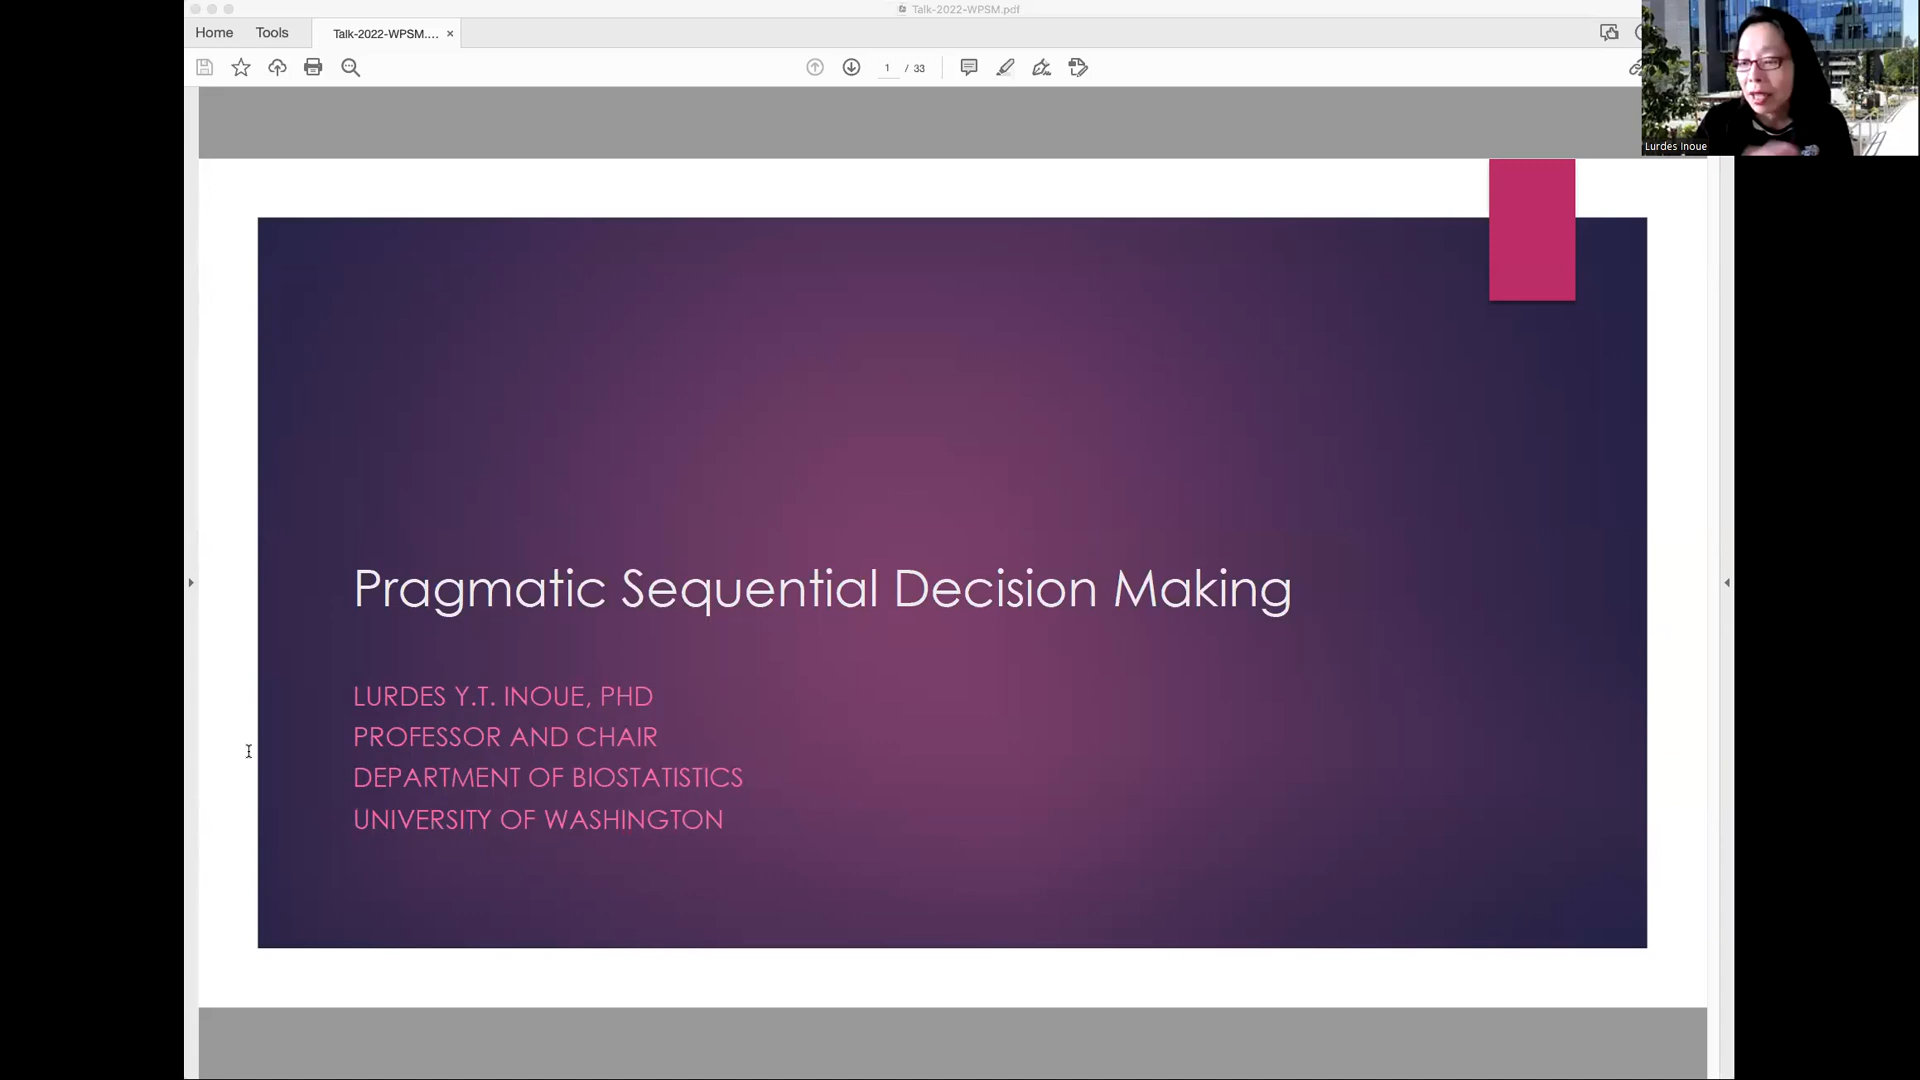 Talk-2022-WPSM.pdf
Home Tools Talk-2022-WPSM.... ×
1 / 33
Lurdes Inoue
Pragmatic Sequential Decision Making
LURDES Y.T. INOUE, PHD
PROFESSOR AND CHAIR
DEPARTMENT OF BIOSTATISTICS
UNIVERSITY OF WASHINGTON